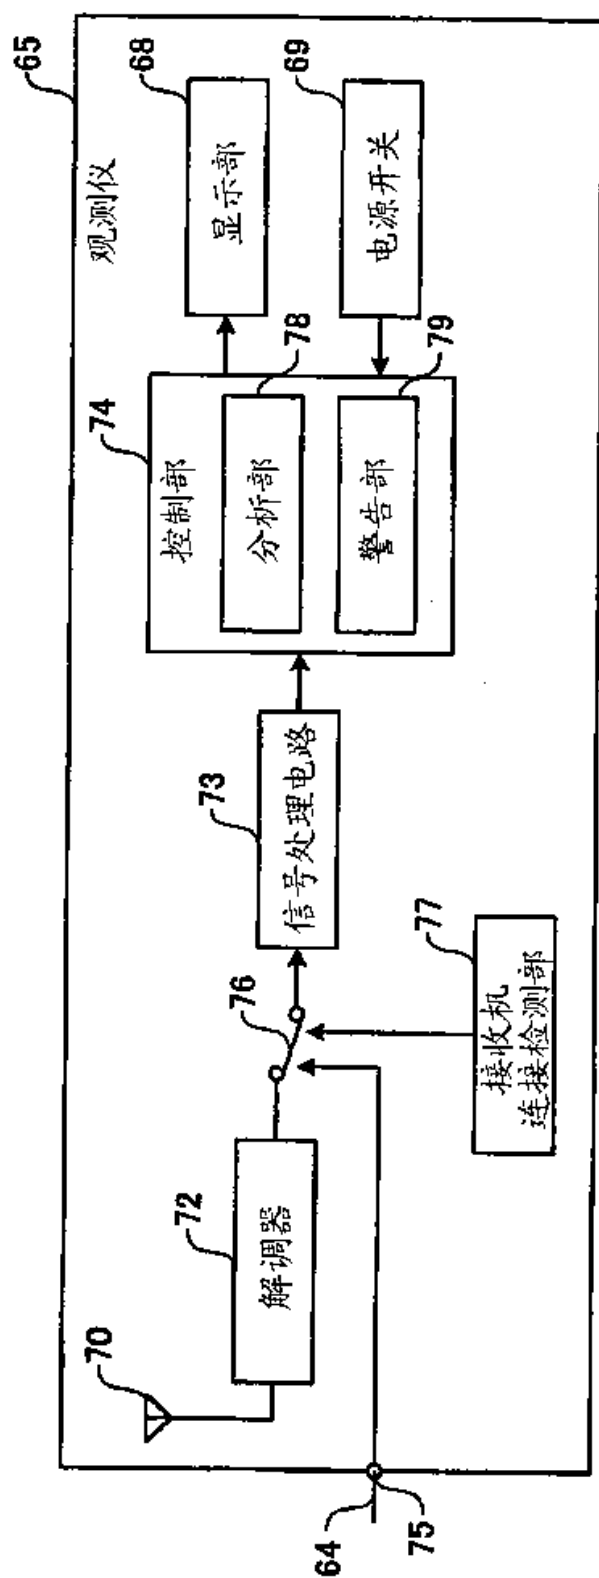 65
观测仪
68
显示部
69
电源开关
74
控制部
78
分析部
79
警告部
73
信号处理电路
76
77
接收机
连接检测部
72
解调器
70
64
75